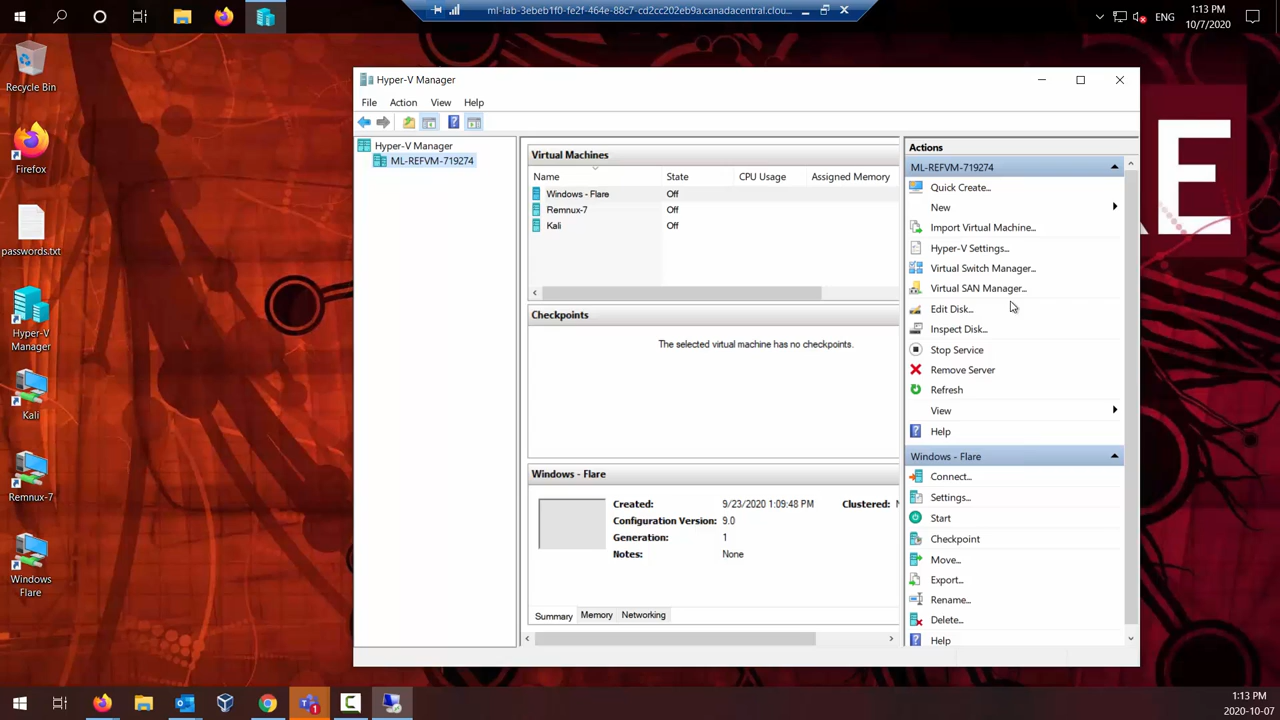 ml-lab-3ebeb1f0-fe2f-464e-88c7-cd2cc202eb9a.canadacentral.clou...
ENG
1:13 PM
10/7/2020
Recycle Bin
Firefox
passwords.txt
Hyper-V
Manager
Kali
Remnux-7
Windows
Flare
Hyper-V Manager
File Action View Help
Hyper-V Manager
ML-REFVM-719274
Virtual Machines
Name State CPU Usage Assigned Memory
Windows - Flare Off
Remnux-7 Off
Kali Off
Checkpoints
The selected virtual machine has no checkpoints.
Windows - Flare
Created: 9/23/2020 1:09:48 PM Clustered:
Configuration Version: 9.0
Generation: 1
Notes: None
Summary Memory Networking
Actions
ML-REFVM-719274
Quick Create...
New
Import Virtual Machine...
Hyper-V Settings...
Virtual Switch Manager...
Virtual SAN Manager...
Edit Disk...
Inspect Disk...
Stop Service
Remove Server
Refresh
View
Help
Windows - Flare
Connect...
Settings...
Start
Checkpoint
Move...
Export...
Rename...
Delete...
Help
E
1
1:13 PM
2020-10-07